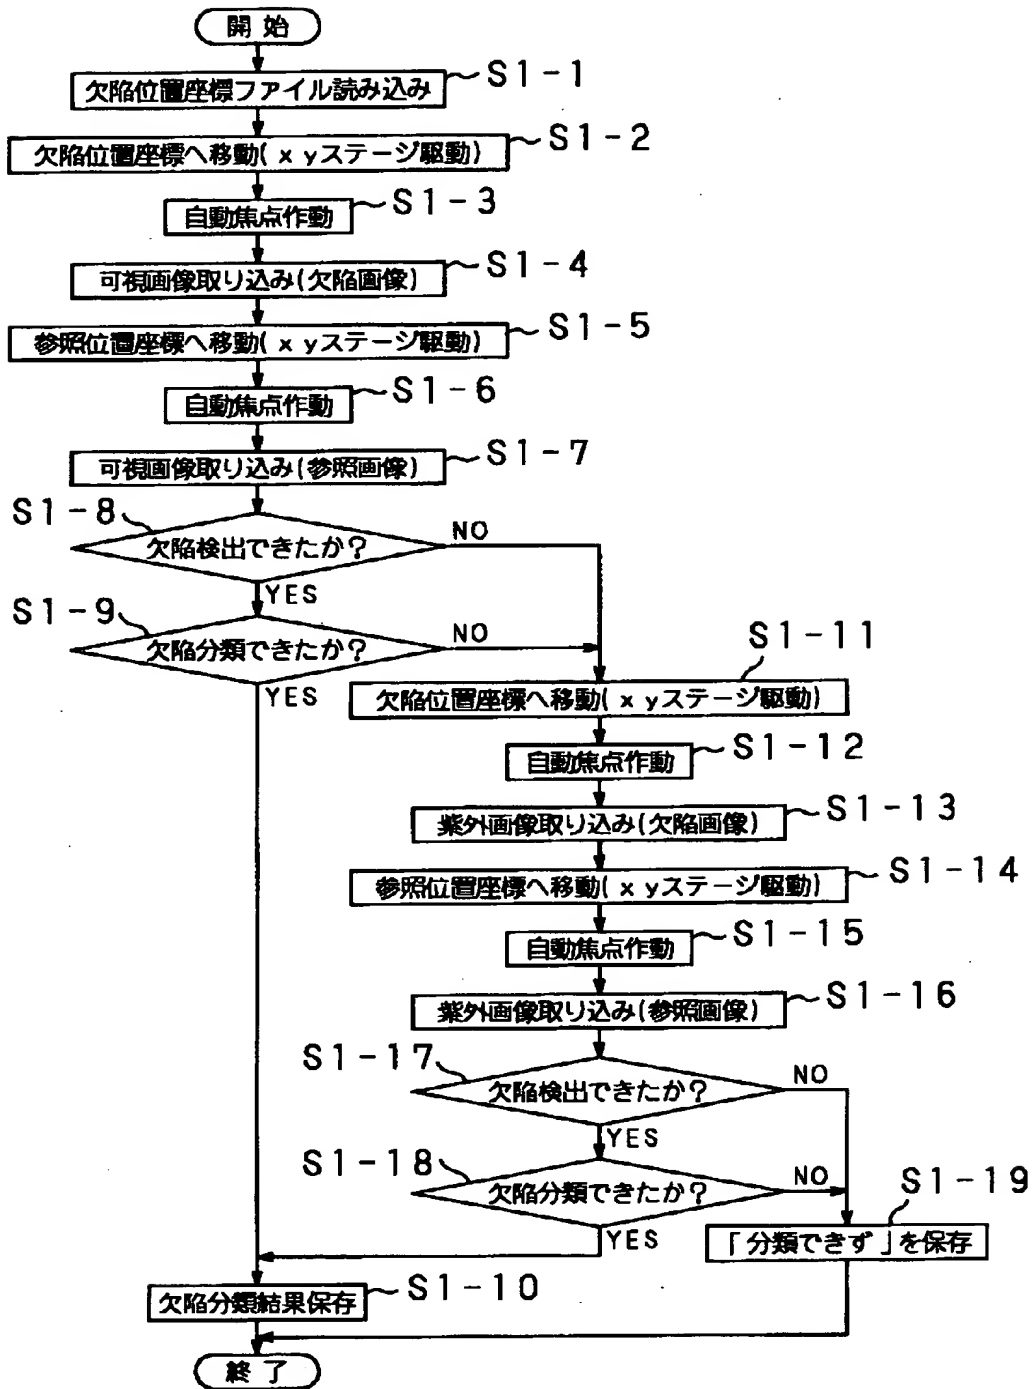 開 始
欠陥位置座標ファイル読み込み S1-1
欠陥位置座標へ移動( x yステージ駆動) S1-2
自動焦点作動 S1-3
可視画像取り込み(欠陥画像) S1-4
参照位置座標へ移動( x yステージ駆動) S1-5
自動焦点作動 S1-6
可視画像取り込み(参照画像) S1-7
S1-8
欠陥検出できたか? NO
YES
S1-9
欠陥分類できたか? NO
YES
S1-11
欠陥位置座標へ移動( x yステージ駆動)
自動焦点作動 S1-12
紫外画像取り込み(欠陥画像) S1-13
参照位置座標へ移動( x yステージ駆動) S1-14
自動焦点作動 S1-15
紫外画像取り込み(参照画像) S1-16
S1-17
欠陥検出できたか? NO
YES
S1-18
欠陥分類できたか? NO
YES
S1-19
「分類できず」を保存
欠陥分類結果保存 S1-10
終 了